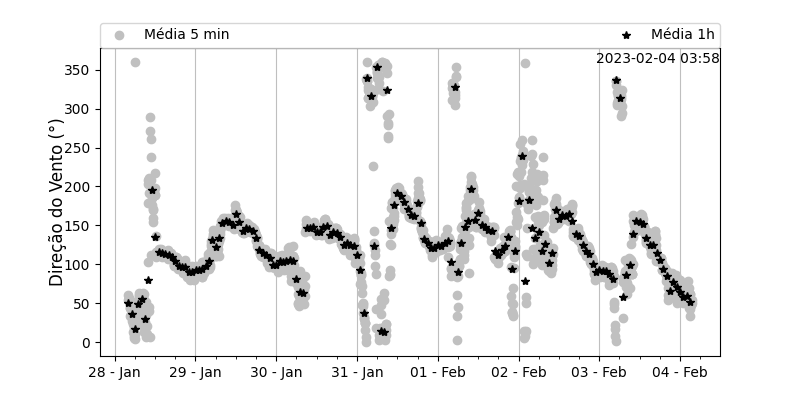 Média 5 min
Média 1h
2023-02-04 03:58
Direção do Vento (°)
350
300
250
200
150
100
50
0
28 - Jan
29 - Jan
30 - Jan
31 - Jan
01 - Feb
02 - Feb
03 - Feb
04 - Feb